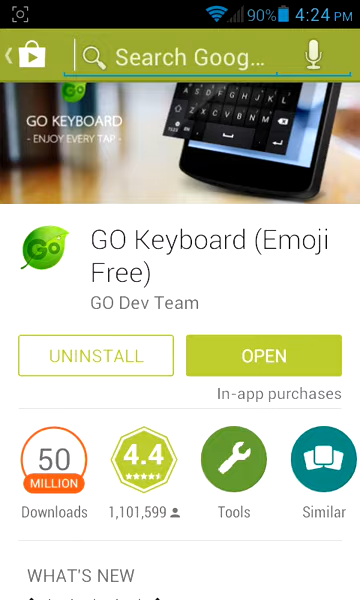 90% 4:24 PM
Search Goog...
GO KEYBOARD
- ENJOY EVERY TAP -
GO
GO Keyboard (Emoji
Free)
GO Dev Team
UNINSTALL
OPEN
In-app purchases
50
MILLION
4.4
Downloads
1,101,599
Tools
Similar
WHAT'S NEW